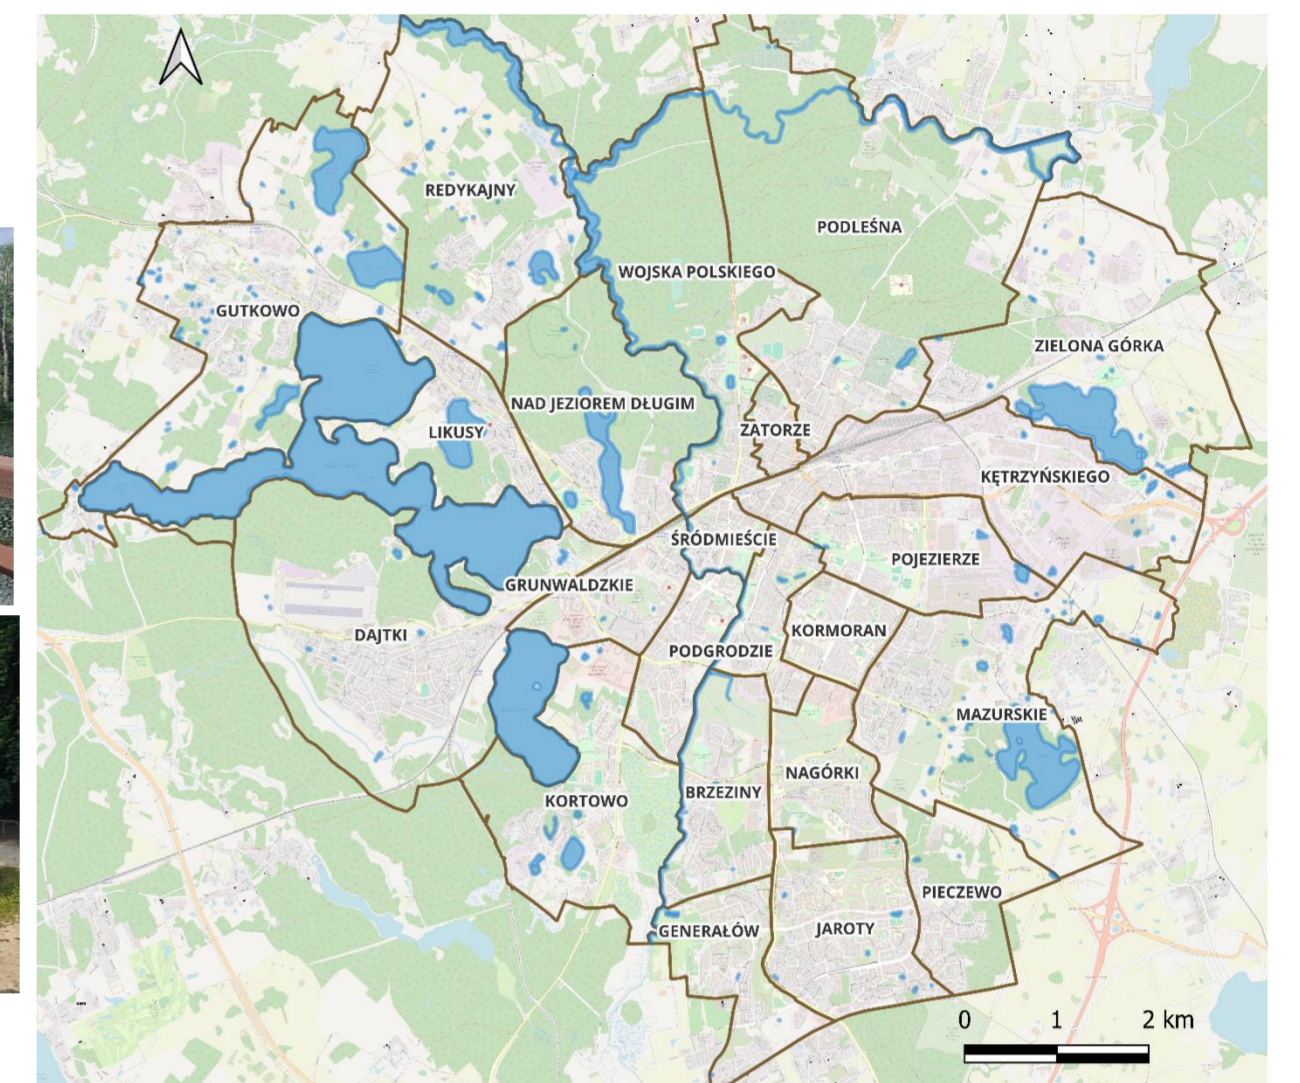 REDYKAJNY
PODLEŚNA
WOJSKA POLSKIEGO
GUTKOWO
ZIELONA GÓRKA
NAD JEZIOREM DŁUGIM
LIKUSY
ZATORZE
KĘTRZYŃSKIEGO
ŚRÓDMIEŚCIE
POJEZIERZE
GRUNWALDZKIE
DAJTKI
KORMORAN
PODGRODZIE
MAZURSKIE
NAGÓRKI
BRZEZINY
KORTOWO
PIECZEWO
JAROTY
GENERAŁÓW
0 1 2 km